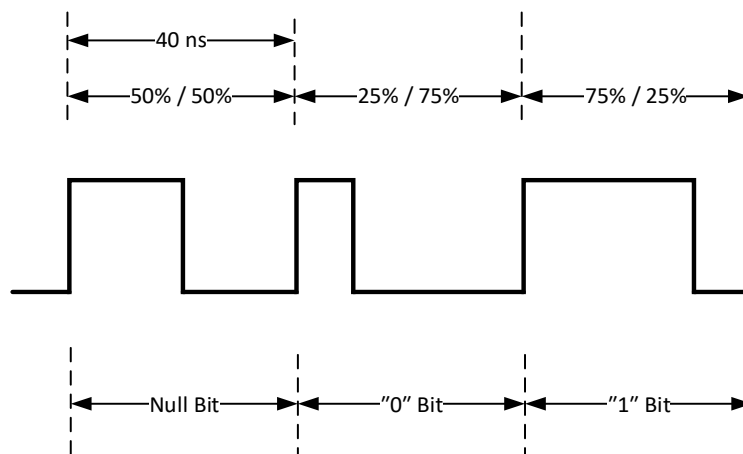 40 ns
50% / 50%
25% / 75%
75% / 25%
Null Bit
”0” Bit
”1” Bit